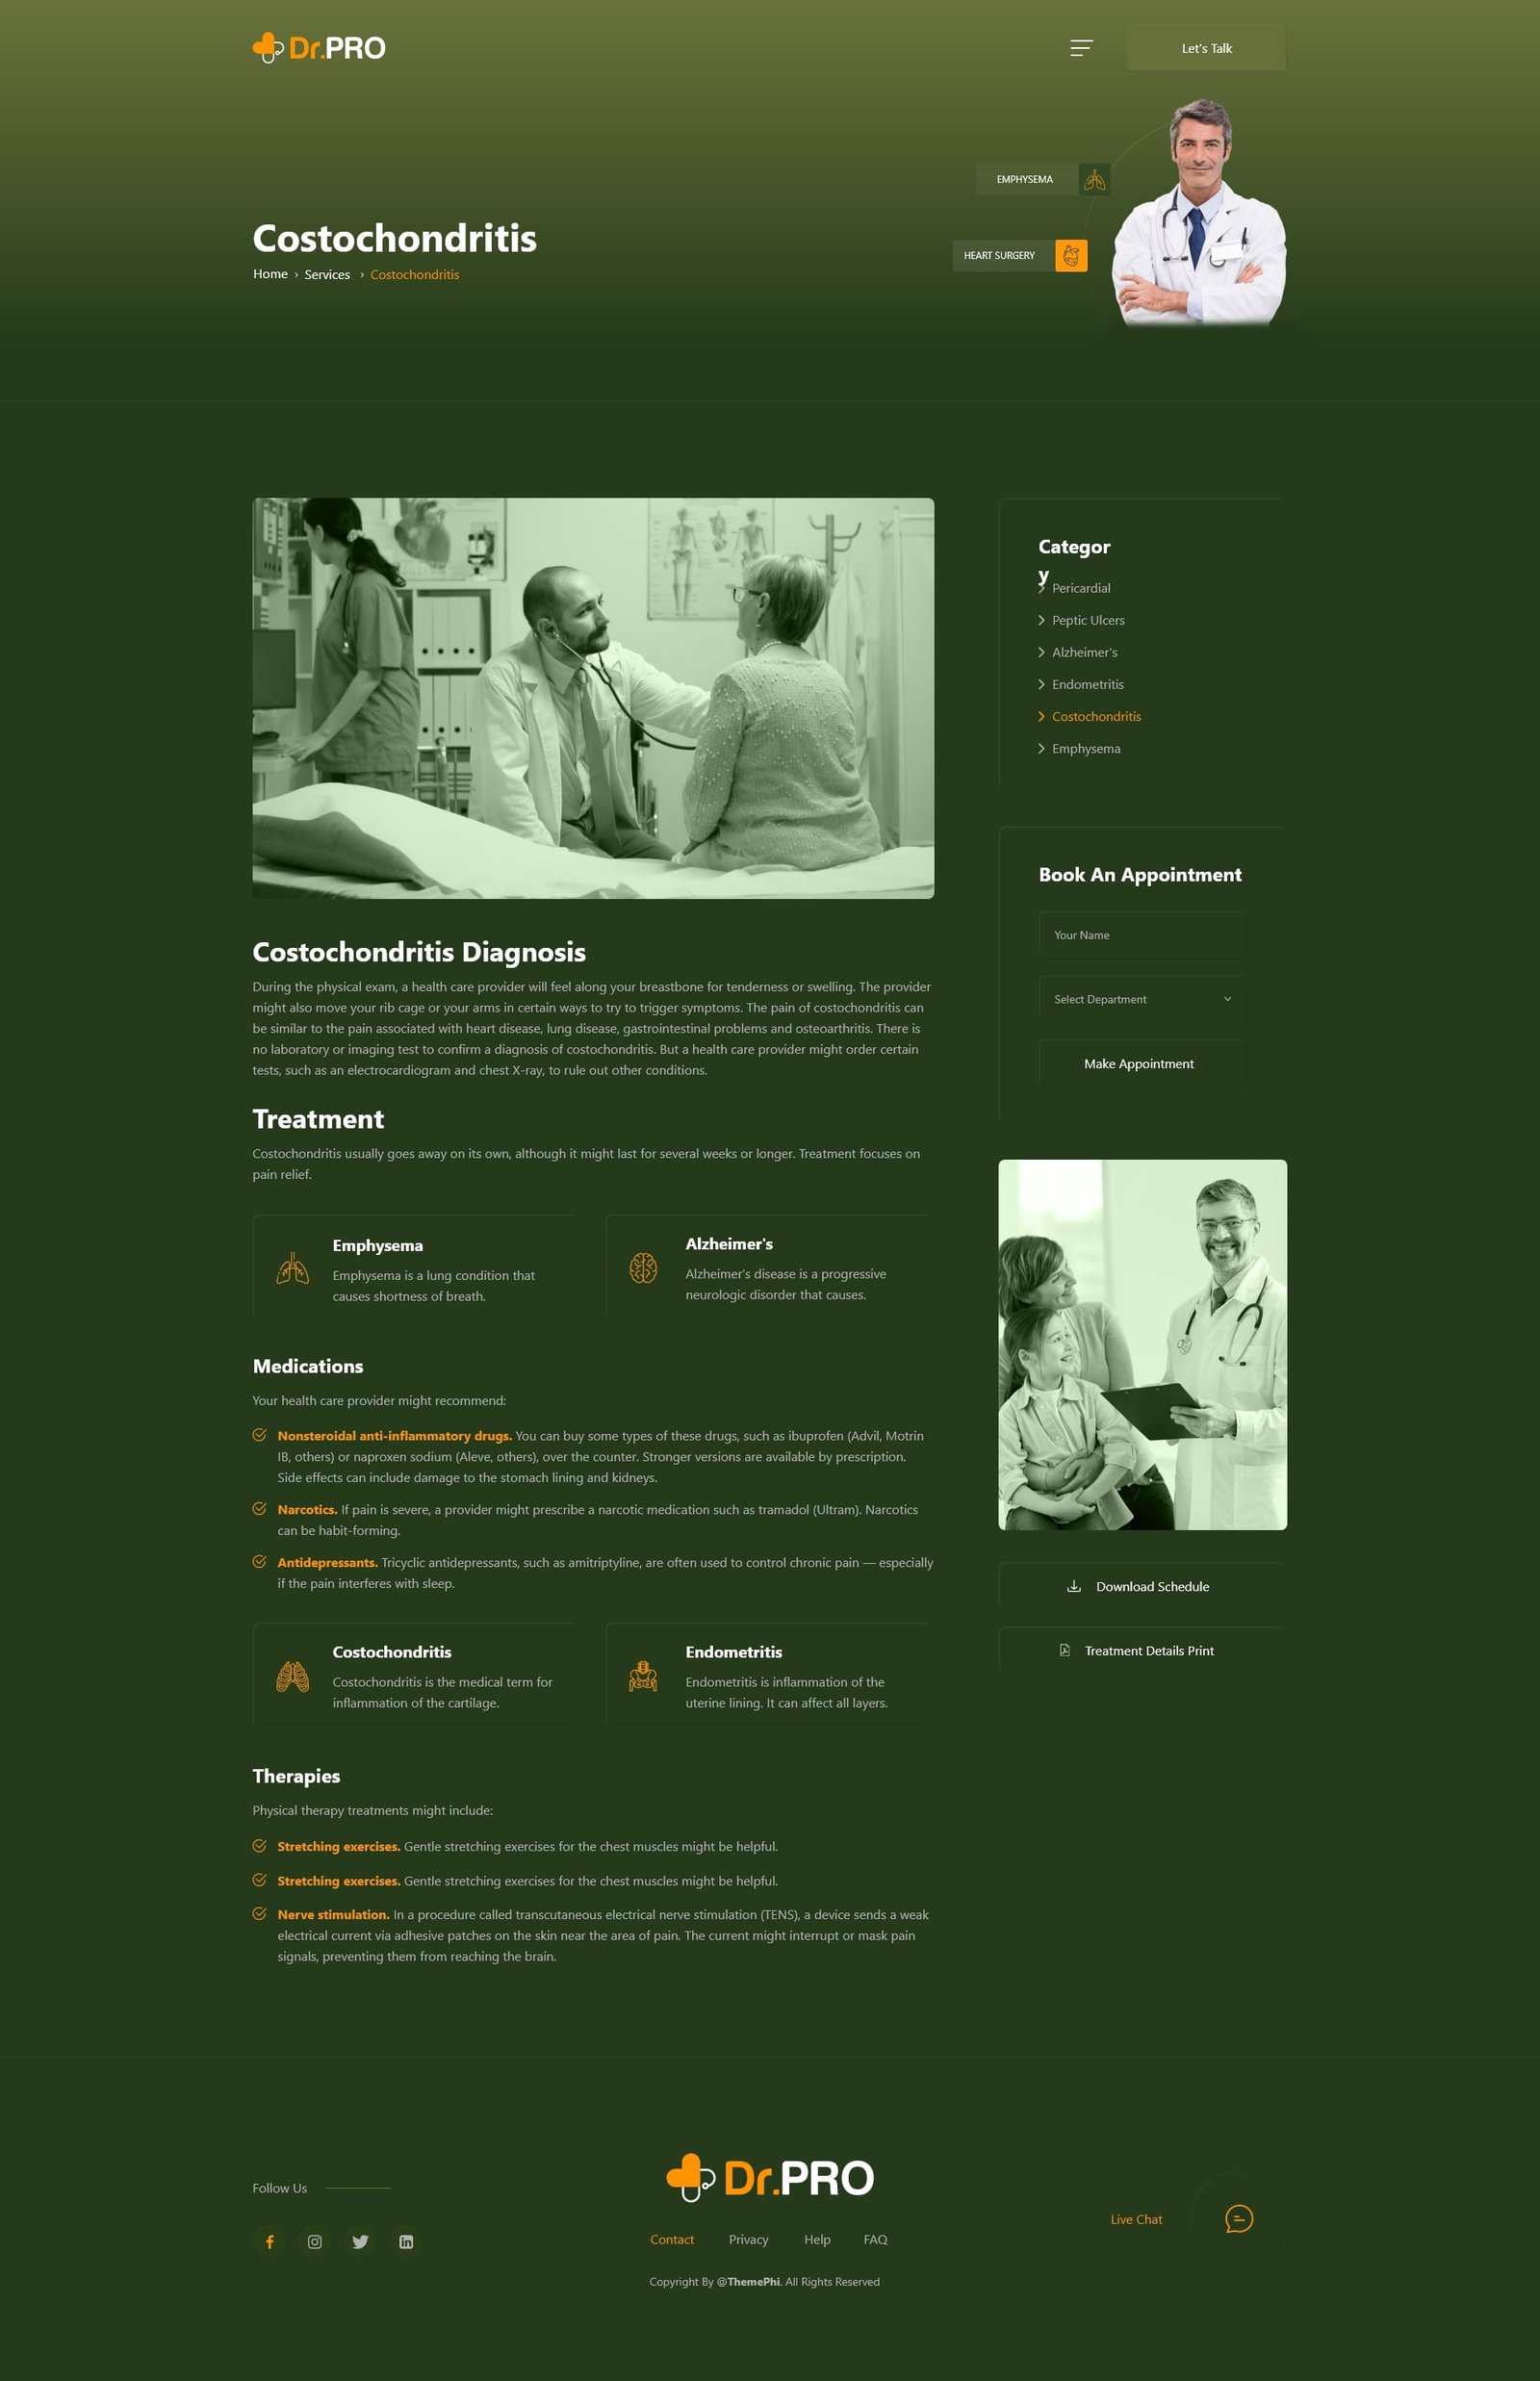 Dr.PRO
Let's Talk
EMPHYSEMA
HEART SURGERY
Costochondritis
Home › Services › Costochondritis
Categor
y
Pericardial
Peptic Ulcers
Alzheimer's
Endometritis
Costochondritis
Emphysema
Book An Appointment
Your Name
Select Department
Make Appointment
Costochondritis Diagnosis
During the physical exam, a health care provider will feel along your breastbone for tenderness or swelling. The provider
might also move your rib cage or your arms in certain ways to try to trigger symptoms. The pain of costochondritis can
be similar to the pain associated with heart disease, lung disease, gastrointestinal problems and osteoarthritis. There is
no laboratory or imaging test to confirm a diagnosis of costochondritis. But a health care provider might order certain
tests, such as an electrocardiogram and chest X-ray, to rule out other conditions.
Treatment
Costochondritis usually goes away on its own, although it might last for several weeks or longer. Treatment focuses on
pain relief.
Emphysema
Emphysema is a lung condition that
causes shortness of breath.
Alzheimer's
Alzheimer's disease is a progressive
neurologic disorder that causes.
Medications
Your health care provider might recommend:
Nonsteroidal anti-inflammatory drugs. You can buy some types of these drugs, such as ibuprofen (Advil, Motrin
IB, others) or naproxen sodium (Aleve, others), over the counter. Stronger versions are available by prescription.
Side effects can include damage to the stomach lining and kidneys.
Narcotics. If pain is severe, a provider might prescribe a narcotic medication such as tramadol (Ultram). Narcotics
can be habit-forming.
Antidepressants. Tricyclic antidepressants, such as amitriptyline, are often used to control chronic pain — especially
if the pain interferes with sleep.
Download Schedule
Treatment Details Print
Costochondritis
Costochondritis is the medical term for
inflammation of the cartilage.
Endometritis
Endometritis is inflammation of the
uterine lining. It can affect all layers.
Therapies
Physical therapy treatments might include:
Stretching exercises. Gentle stretching exercises for the chest muscles might be helpful.
Stretching exercises. Gentle stretching exercises for the chest muscles might be helpful.
Nerve stimulation. In a procedure called transcutaneous electrical nerve stimulation (TENS), a device sends a weak
electrical current via adhesive patches on the skin near the area of pain. The current might interrupt or mask pain
signals, preventing them from reaching the brain.
Follow Us
Dr.PRO
Contact Privacy Help FAQ
Copyright By @ThemePhi. All Rights Reserved
Live Chat